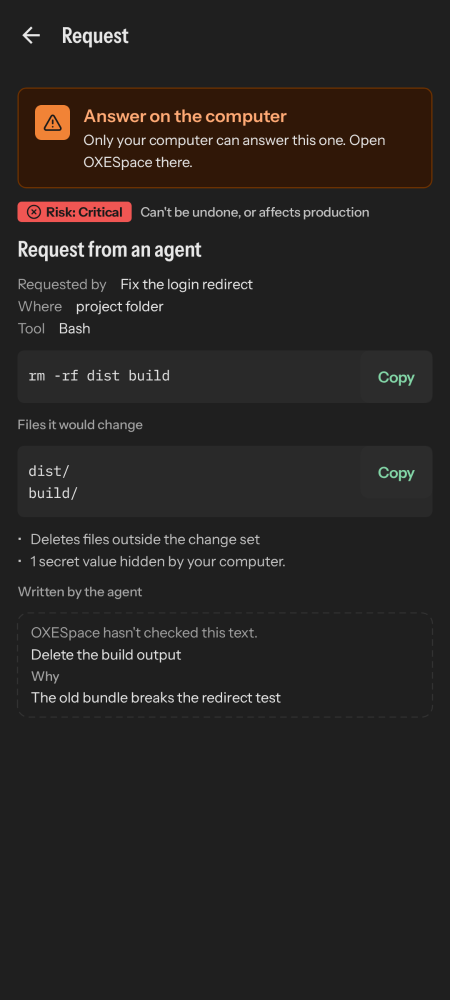 Request
Answer on the computer
Only your computer can answer this one. Open
OXESpace there.
Risk: Critical Can't be undone, or affects production
Request from an agent
Requested by Fix the login redirect
Where project folder
Tool Bash
rm -rf dist build Copy
Files it would change
dist/ Copy
build/
• Deletes files outside the change set
• 1 secret value hidden by your computer.
Written by the agent
OXESpace hasn't checked this text.
Delete the build output
Why
The old bundle breaks the redirect test